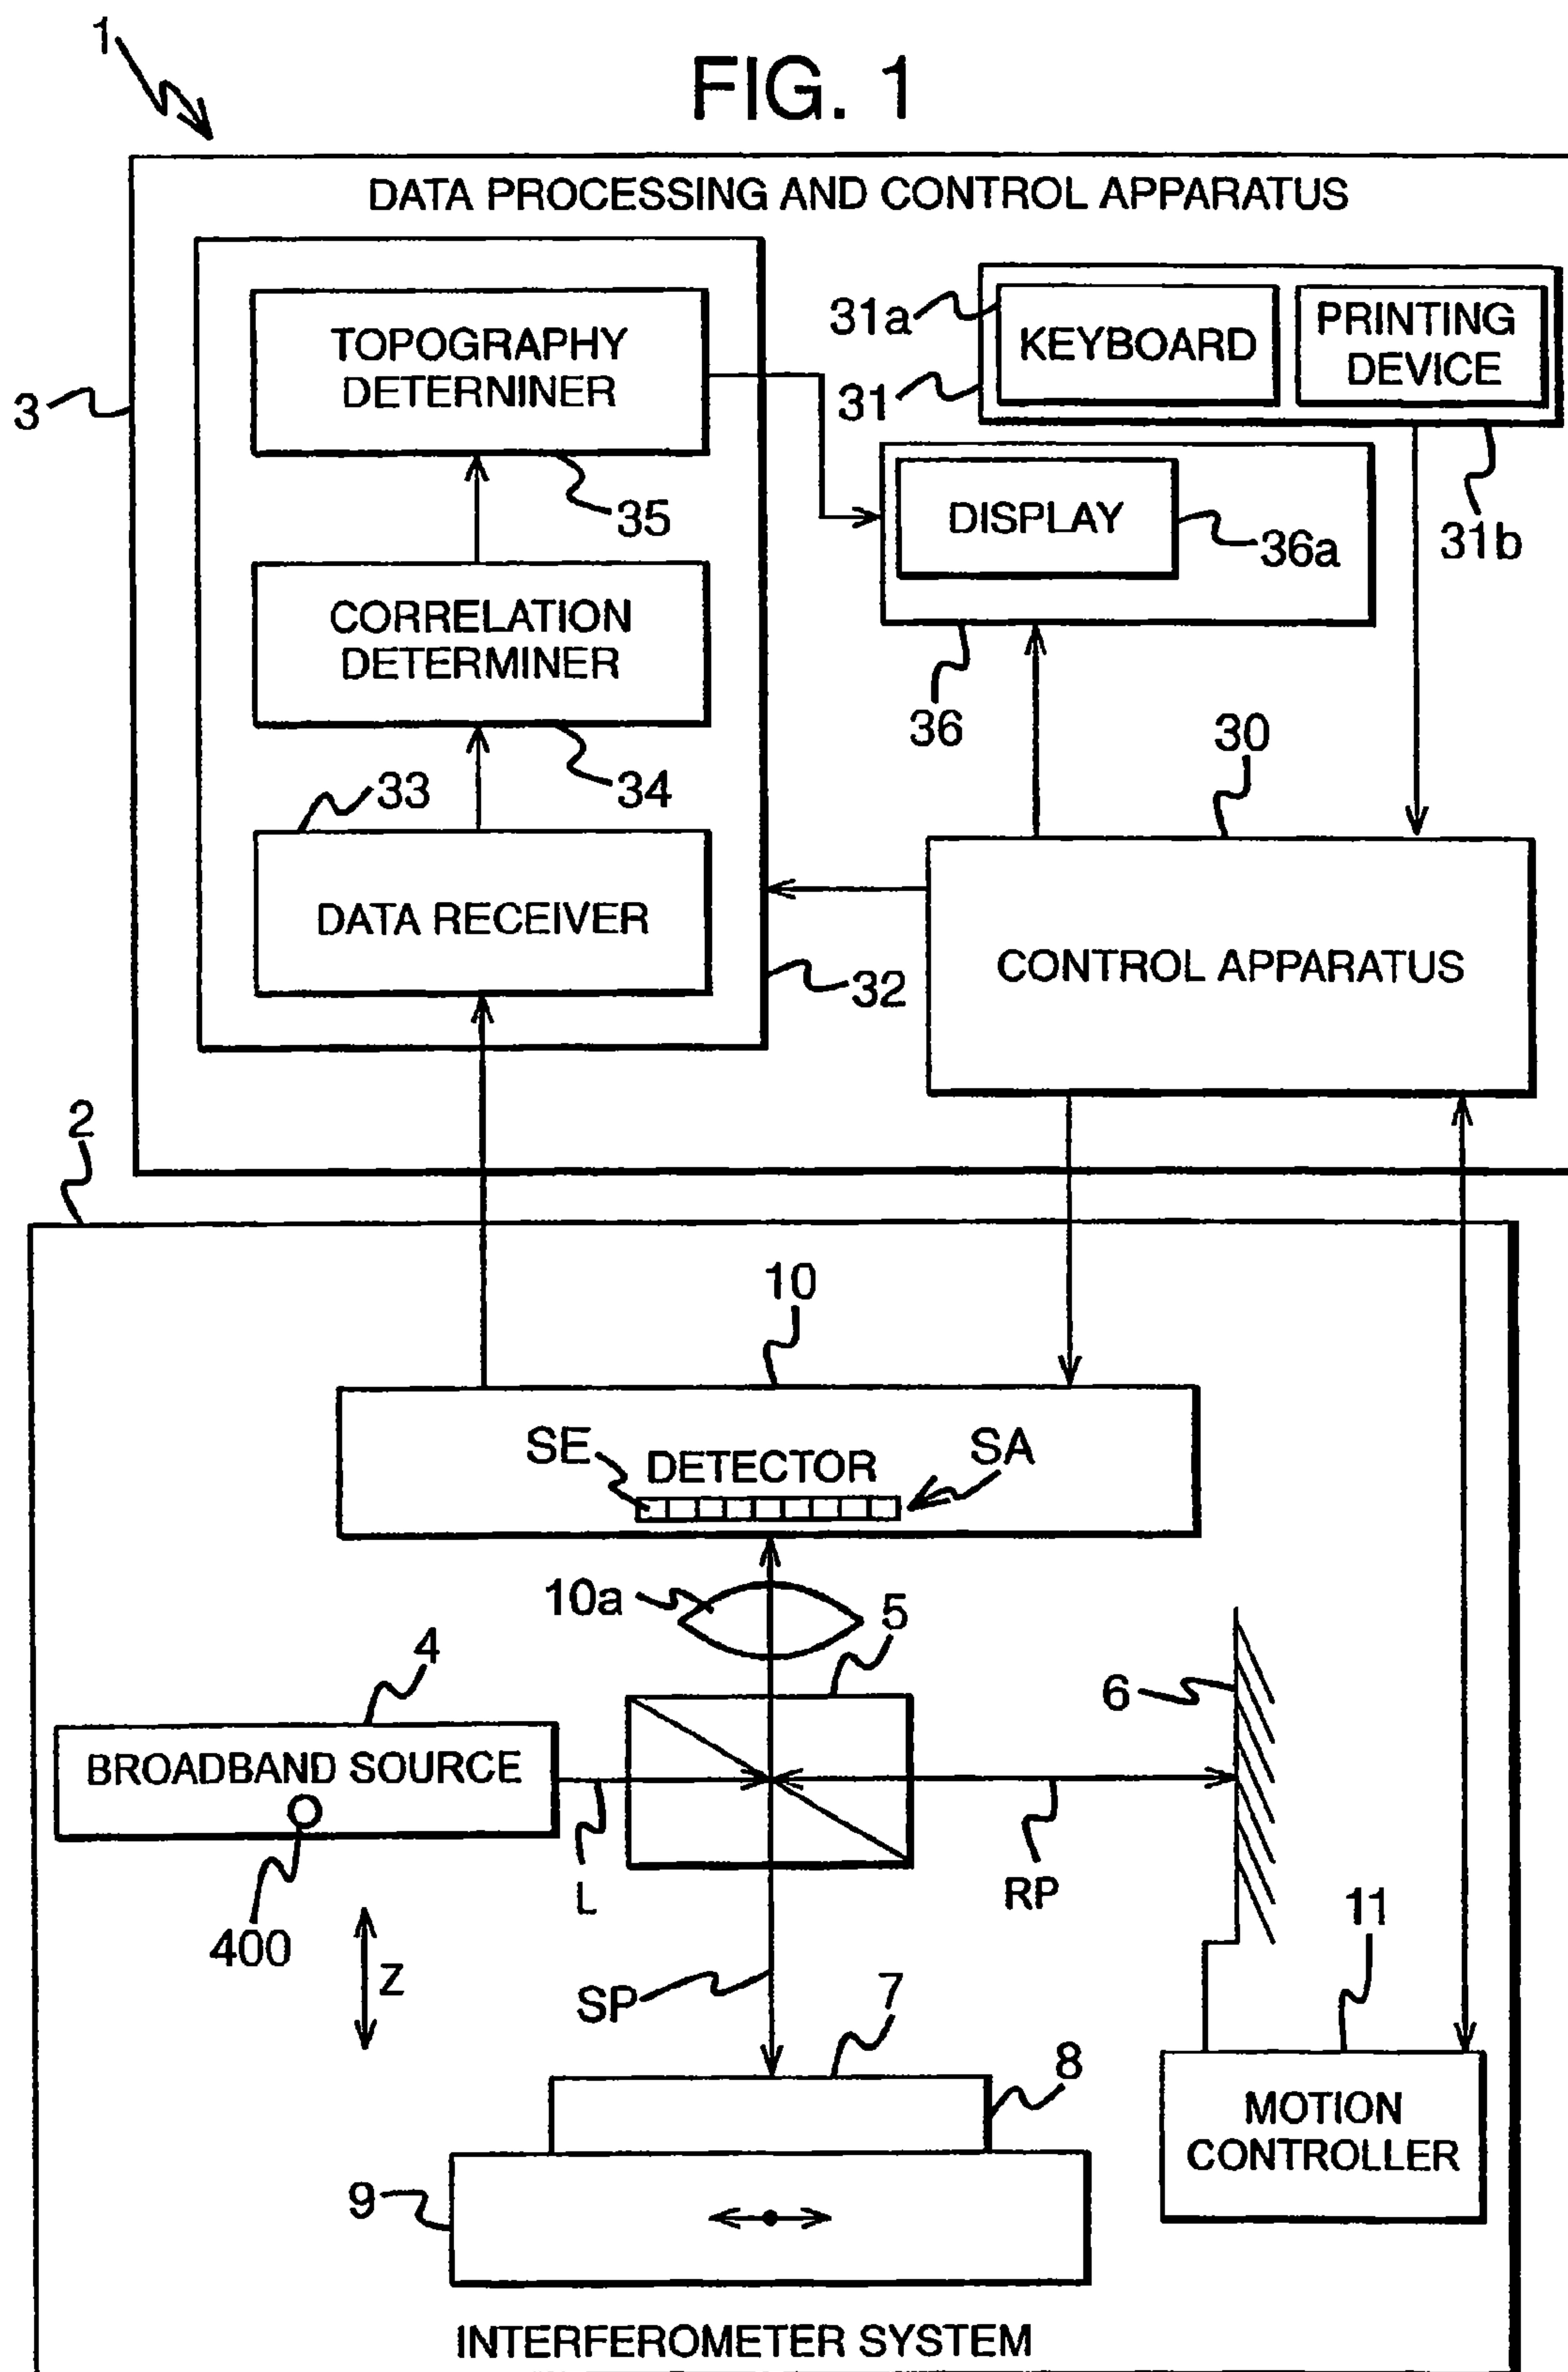 1
FIG. 1
DATA PROCESSING AND CONTROL APPARATUS
TOPOGRAPHY
DETERNINER
31a
KEYBOARD
PRINTING
DEVICE
3
31
35
DISPLAY
36a
31b
CORRELATION
DETERMINER
36
30
33
34
DATA RECEIVER
32
CONTROL APPARATUS
2
10
SE
DETECTOR
SA
10a
5
4
6
BROADBAND SOURCE
L
RP
400
11
Z
SP
7
8
MOTION
CONTROLLER
9
INTERFEROMETER SYSTEM